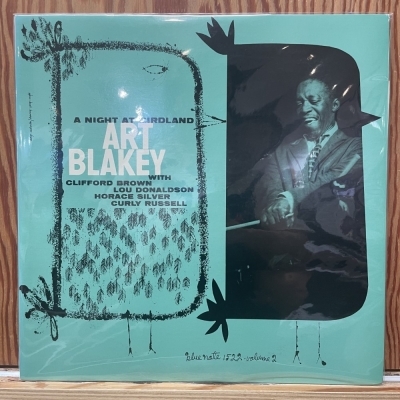 A NIGHT AT BIRDLAND
ART
BLAKEY
WITH
CLIFFORD BROWN
LOU DONALDSON
HORACE SILVER
CURLY RUSSELL
blue note 1522 volume 2